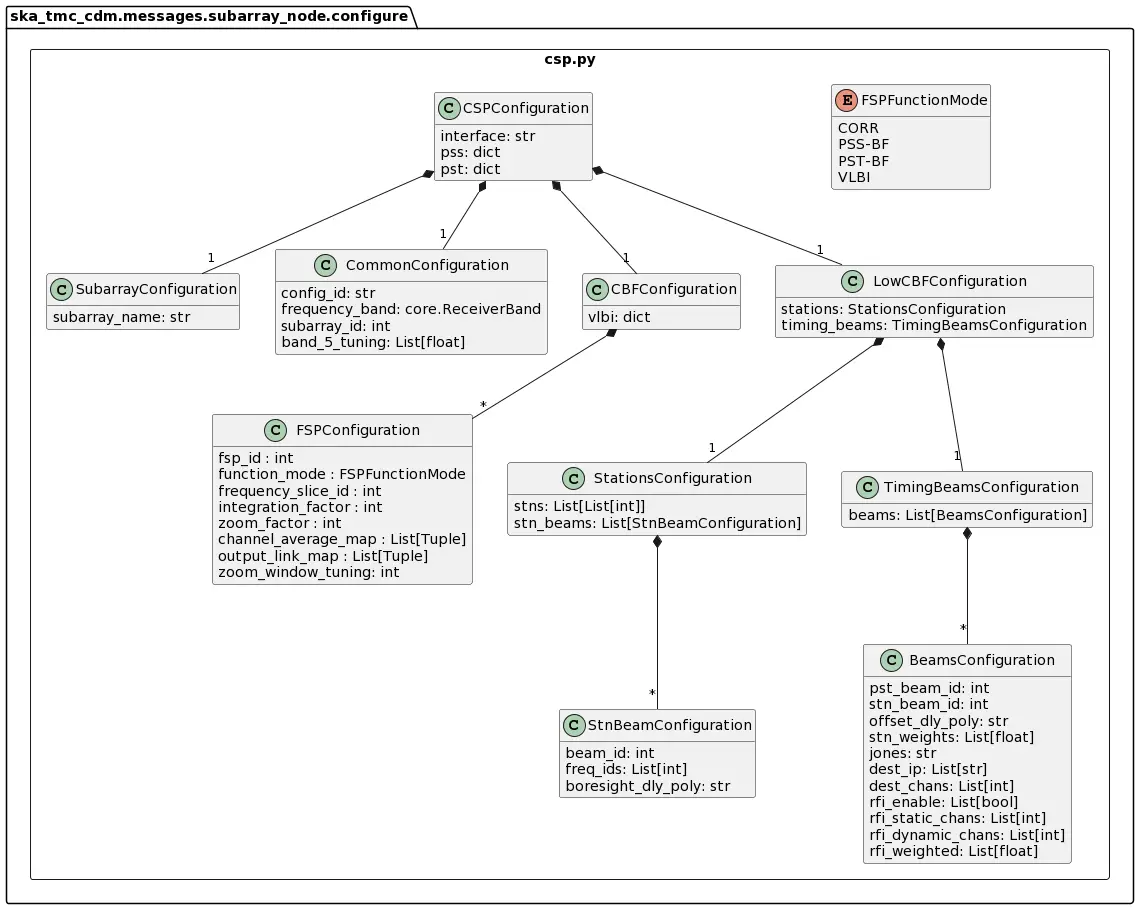 ska_tmc_cdm.messages.subarray_node.configure
csp.py
C CSPConfiguration
interface: str
pss: dict
pst: dict
E FSPFunctionMode
CORR
PSS-BF
PST-BF
VLBI
1
1
1
1
C SubarrayConfiguration
subarray_name: str
C CommonConfiguration
config_id: str
frequency_band: core.ReceiverBand
subarray_id: int
band_5_tuning: List[float]
C CBFConfiguration
vlbi: dict
C LowCBFConfiguration
stations: StationsConfiguration
timing_beams: TimingBeamsConfiguration
*
1
1
C FSPConfiguration
fsp_id : int
function_mode : FSPFunctionMode
frequency_slice_id : int
integration_factor : int
zoom_factor : int
channel_average_map : List[Tuple]
output_link_map : List[Tuple]
zoom_window_tuning: int
C StationsConfiguration
stns: List[List[int]]
stn_beams: List[StnBeamConfiguration]
C TimingBeamsConfiguration
beams: List[BeamsConfiguration]
*
*
C StnBeamConfiguration
beam_id: int
freq_ids: List[int]
boresight_dly_poly: str
C BeamsConfiguration
pst_beam_id: int
stn_beam_id: int
offset_dly_poly: str
stn_weights: List[float]
jones: str
dest_ip: List[str]
dest_chans: List[int]
rfi_enable: List[bool]
rfi_static_chans: List[int]
rfi_dynamic_chans: List[int]
rfi_weighted: List[float]